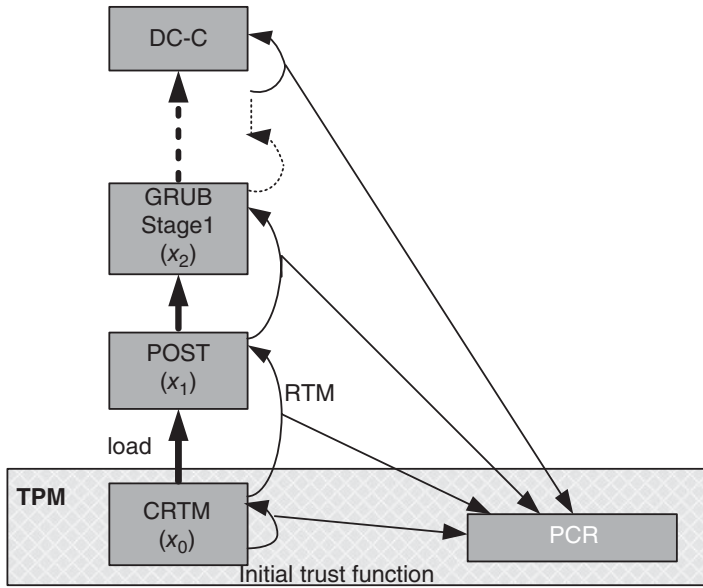 DC-C
GRUB
Stage1
(x₂)
POST
(x₁)
RTM
load
TPM
CRTM
(x₀)
PCR
Initial trust function